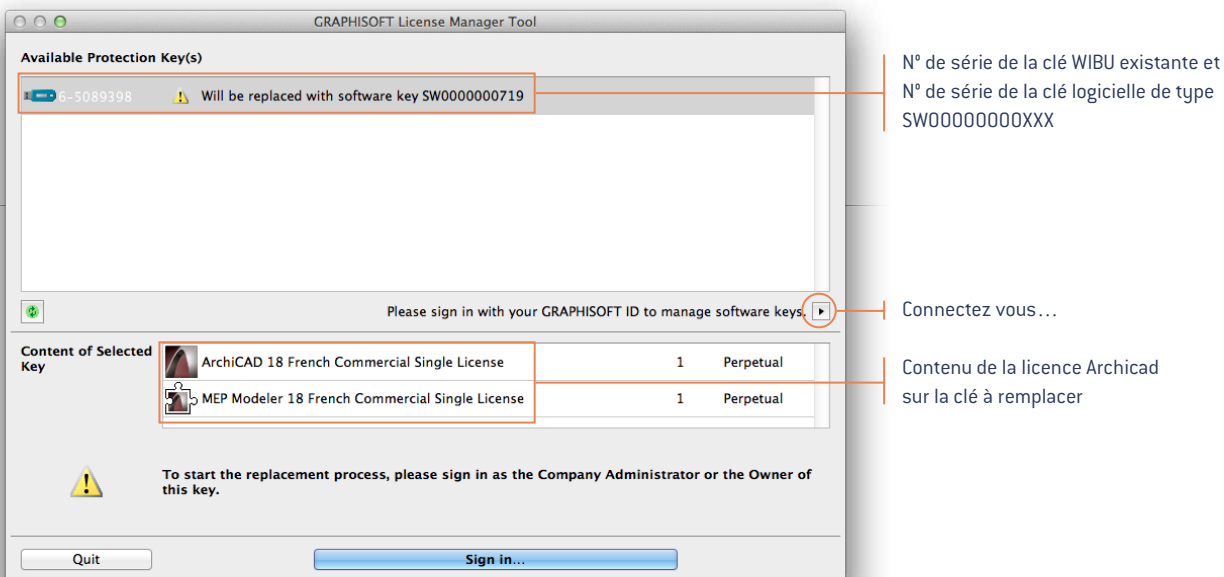 GRAPHISOFT License Manager Tool
Available Protection Key(s)
6-5089398 Will be replaced with software key SW0000000719
N° de série de la clé WIBU existante et
N° de série de la clé logicielle de type
SW00000000XXX
Please sign in with your GRAPHISOFT ID to manage software keys.
Connectez vous...
Content of Selected
Key
ArchiCAD 18 French Commercial Single License 1 Perpetual
MEP Modeler 18 French Commercial Single License 1 Perpetual
Contenu de la licence Archicad
sur la clé à remplacer
To start the replacement process, please sign in as the Company Administrator or the Owner of
this key.
Quit
Sign in...